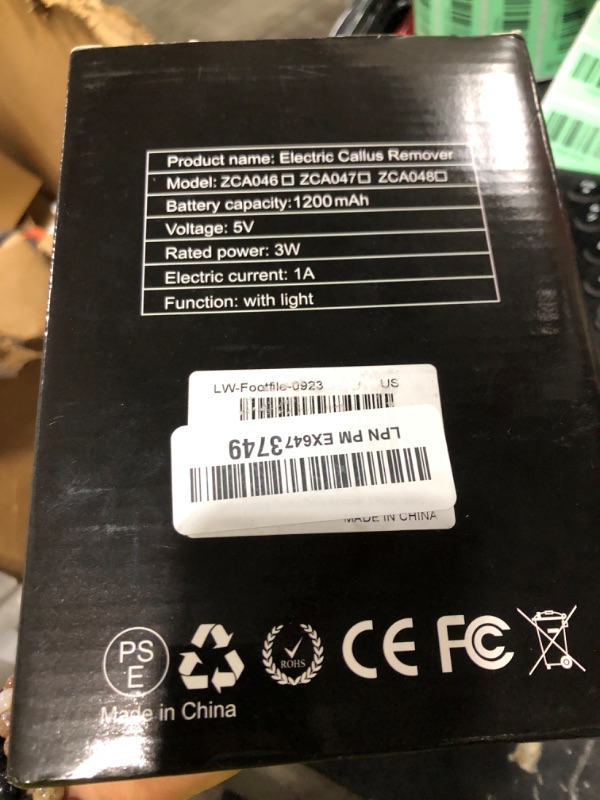 Product name: Electric Callus Remover
Model: ZCA046□ ZCA047□ ZCA048□
Battery capacity:1200mAh
Voltage: 5V
Rated power: 3W
Electric current: 1A
Function: with light
LW-Footfile-0923 US
LPN PM EX6473749
MADE IN CHINA
PS
E
ROHS
CE FC
Made in China